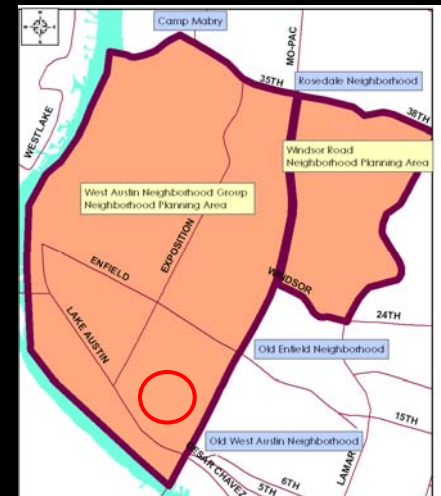 Camp Mabry
MO-PAC
35TH
Rosedale Neighborhood
38TH
WESTLAKE
Windsor Road
Neighborhood Planning Area
West Austin Neighborhood Group
Neighborhood Planning Area
EXPOSITION
ENFIELD
WINDSOR
24TH
LAKE AUSTIN
Old Enfield Neighborhood
15TH
Old West Austin Neighborhood
LAMAR
ESAR CHAVEZ
6TH
5TH